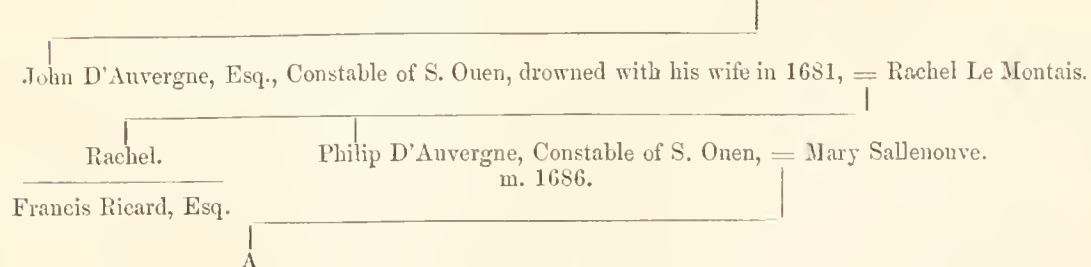 John D'Auvergne, Esq., Constable of S. Ouen, drowned with his wife in 1681, = Rachel Le Montais.
Rachel. Philip D'Auvergne, Constable of S. Ouen, = Mary Sallenouve.
m. 1686.
Francis Ricard, Esq.
A